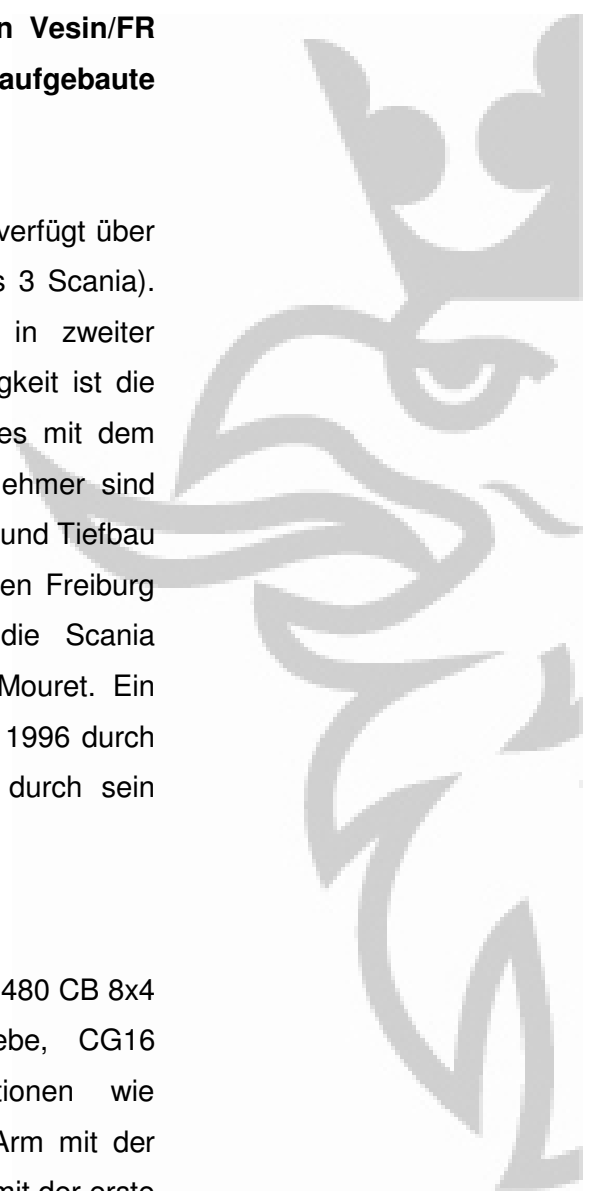 n Vesin/FR
aufgebaute
verfügt über
s 3 Scania).
in zweiter
gkeit ist die
es mit dem
ehmer sind
und Tiefbau
en Freiburg
die Scania
Mouret. Ein
1996 durch
durch sein
480 CB 8x4
ebe, CG16
tionen wie
Arm mit der
mit der erste